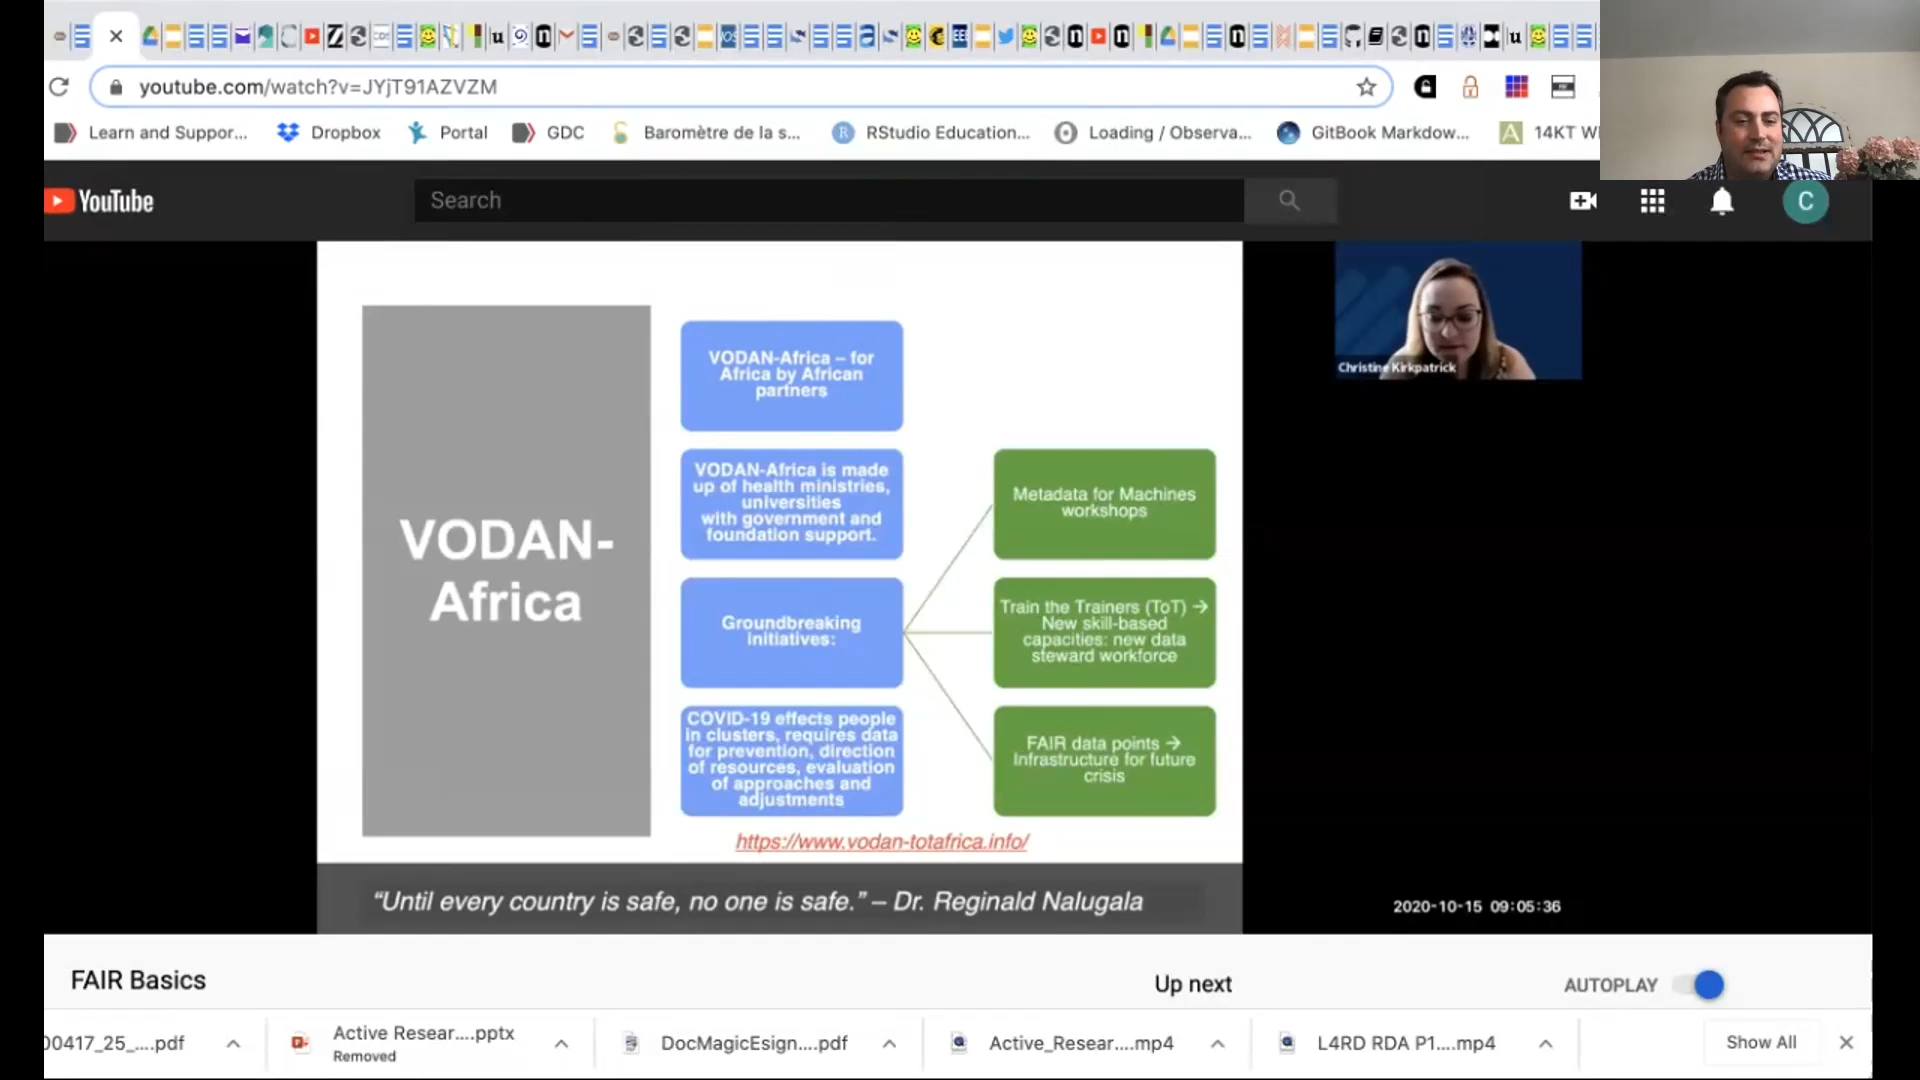 youtube.com/watch?v=JYjT91AZVZM
Learn and Suppor...
Dropbox
Portal
GDC
Baromètre de la s...
RStudio Education...
Loading / Observa...
GitBook Markdow...
14KT
YouTube
Search
C
VODAN-
Africa
VODAN-Africa – for
Africa by African
partners
VODAN-Africa is made
up of health ministries,
universities
with government and
foundation support.
Groundbreaking
initiatives:
COVID-19 effects people
in clusters, requires data
for prevention, direction
of resources, evaluation
of approaches and
adjustments
Metadata for Machines
workshops
Train the Trainers (ToT) →
New skill-based
capacities: new data
steward workforce
FAIR data points →
Infrastructure for future
crisis
https://www.vodan-totafrica.info/
“Until every country is safe, no one is safe.” – Dr. Reginald Nalugala
Christine Kirkpatrick
2020-10-15 09:05:36
FAIR Basics
Up next
AUTOPLAY
00417_25_....pdf
Active Resear....pptx
Removed
DocMagicEsign....pdf
Active_Resear....mp4
L4RD RDA P1....mp4
Show All